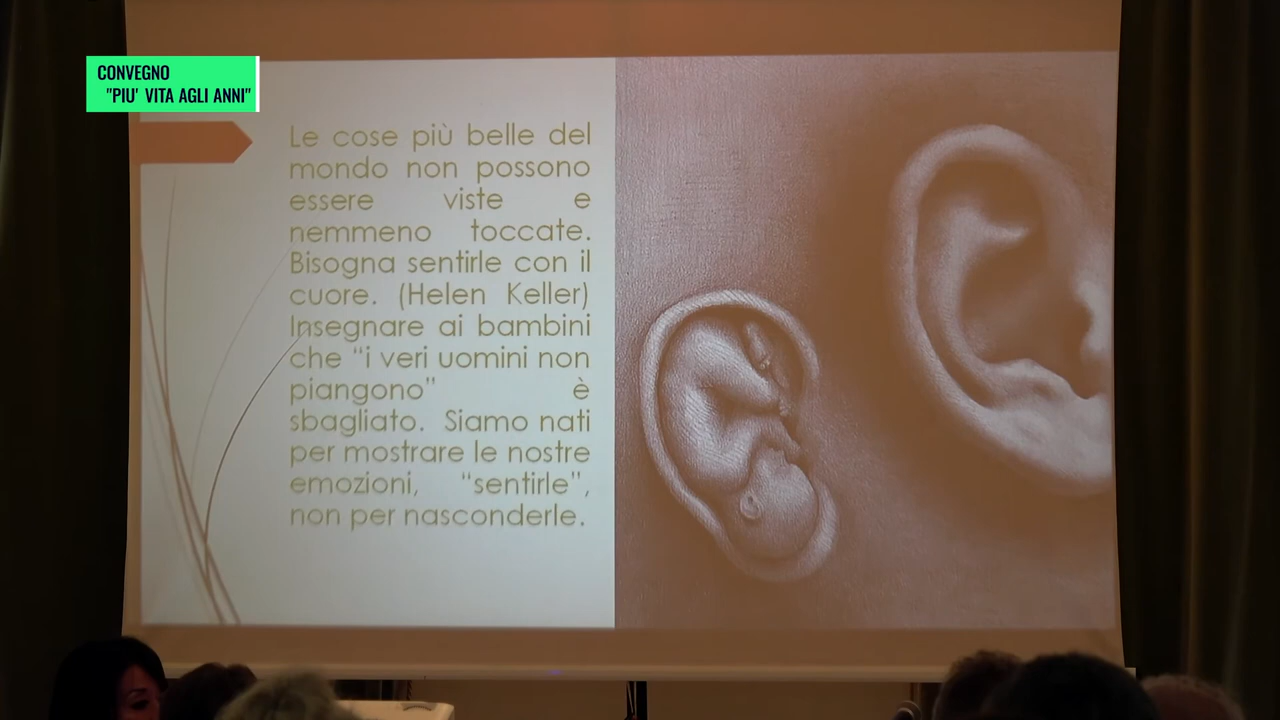 CONVEGNO
"PIU' VITA AGLI ANNI"
Le cose più belle del
mondo non possono
essere viste e
nemmeno toccate.
Bisogna sentirle con il
cuore. (Helen Keller)
Insegnare ai bambini
che “i veri uomini non
piangono” è
sbagliato. Siamo nati
per mostrare le nostre
emozioni, “sentirle”,
non per nasconderle.